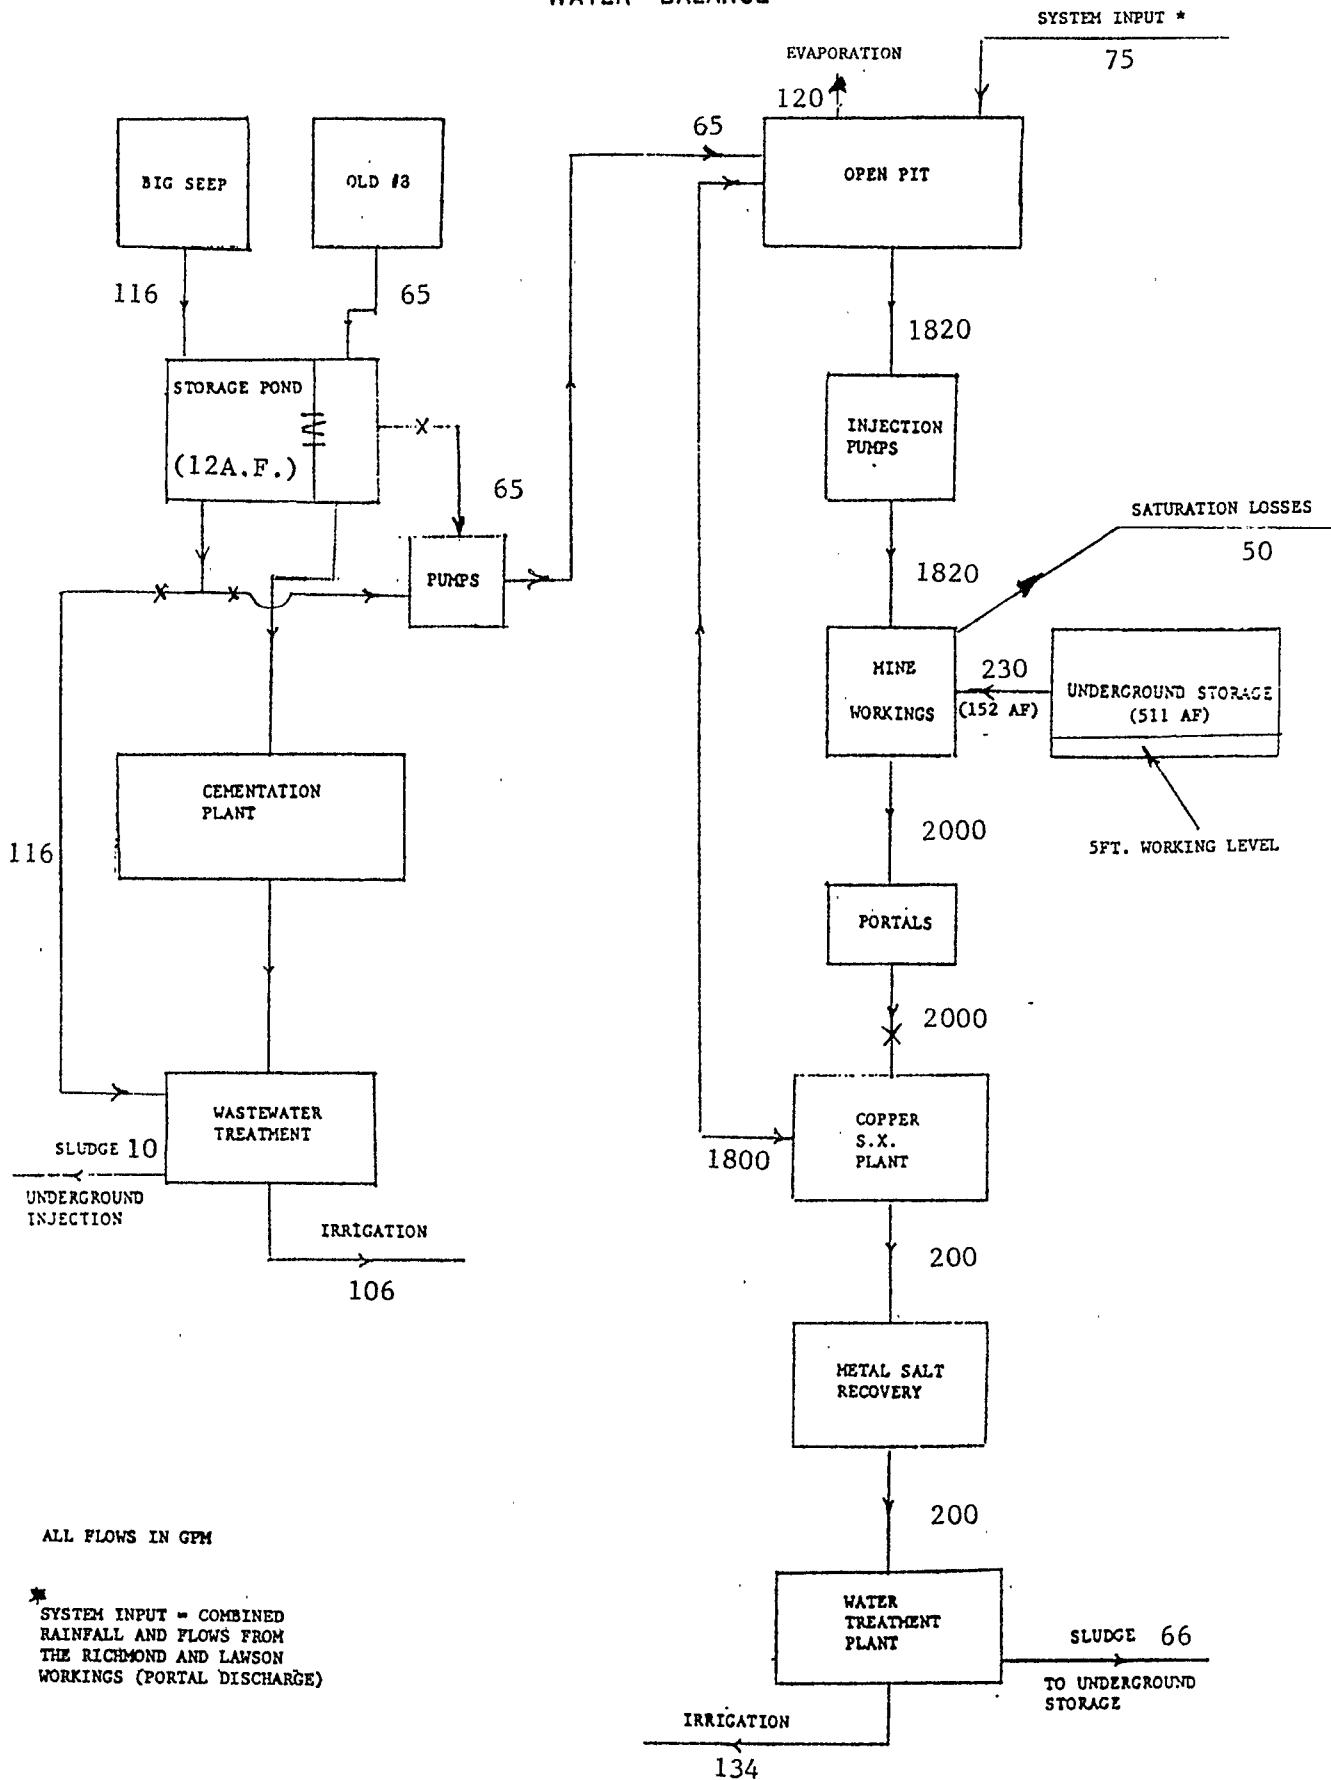 WATER BALANCE
SYSTEM INPUT *
75
EVAPORATION
120
65
OPEN PIT
BIG SEEP
OLD #3
116
65
1820
STORAGE POND
(12A.F.)
INJECTION
PUMPS
65
PUMPS
SATURATION LOSSES
50
1820
MINE
WORKINGS
230
(152 AF)
UNDERGROUND STORAGE
(511 AF)
5FT. WORKING LEVEL
CEMENTATION
PLANT
116
2000
PORTALS
2000
WASTEWATER
TREATMENT
SLUDGE 10
UNDERGROUND
INJECTION
IRRIGATION
106
COPPER
S.X.
PLANT
1800
200
METAL SALT
RECOVERY
200
WATER
TREATMENT
PLANT
SLUDGE 66
TO UNDERGROUND
STORAGE
IRRIGATION
134
ALL FLOWS IN GPM
*
SYSTEM INPUT = COMBINED
RAINFALL AND FLOWS FROM
THE RICHMOND AND LAWSON
WORKINGS (PORTAL DISCHARGE)